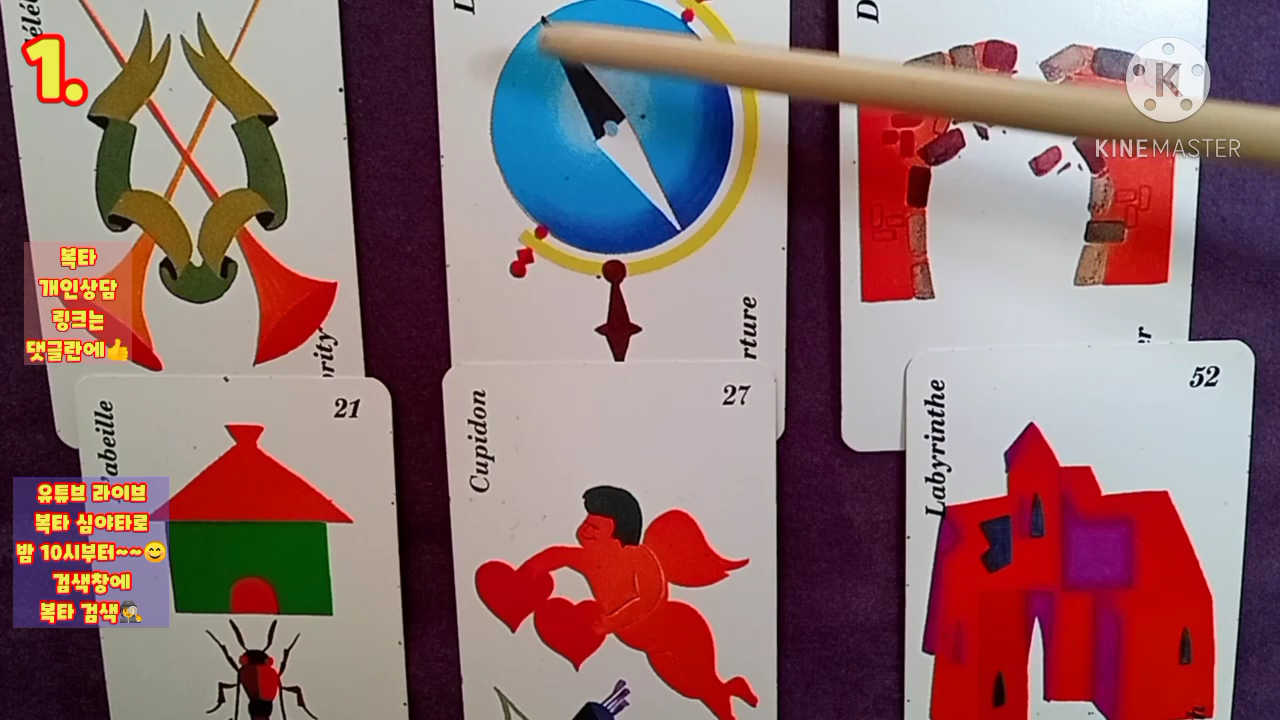 1.
KINEMASTER
복타
개인상담
링크는
댓글란에👍
21
27
Cupidon
52
Labyrinthe
유튜브 라이브
복타 심야타로
밤 10시부터~~😊
검색창에
복타 검색🕵